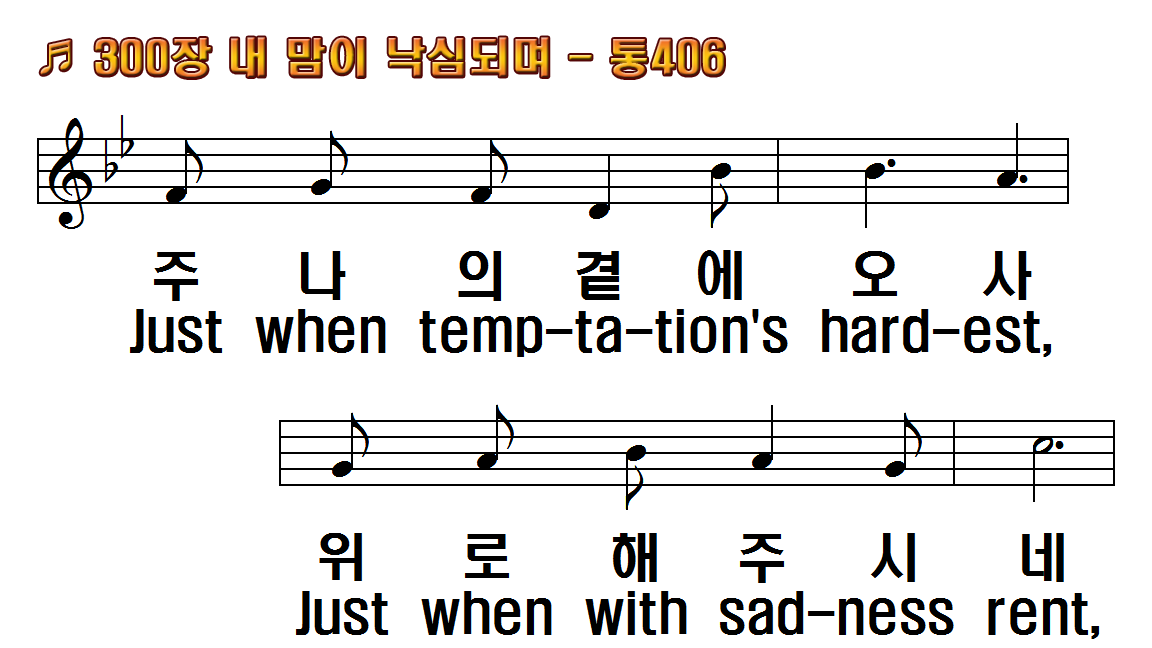 ♬ 300장 내 맘이 낙심되며 - 통406
주 나 의 곁 에 오 사
Just when temp-ta-tion's hard-est,
위 로 해 주 시 네
Just when with sad-ness rent,